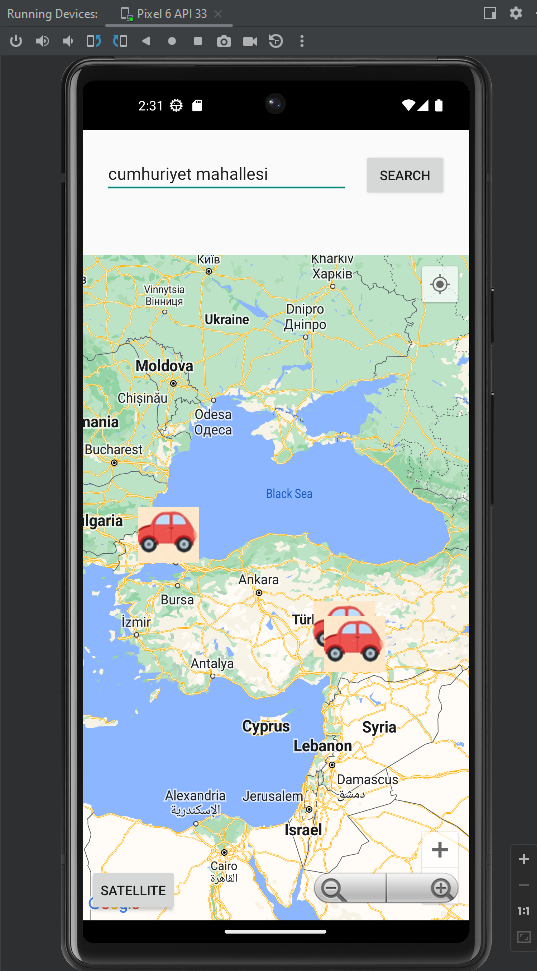 Running Devices:
Pixel 6 API 33
2:31
cumhuriyet mahallesi
SEARCH
Київ
Kharkiv
Харків
Vinnytsia
Вінниця
Dnipro
Дніпро
Ukraine
Moldova
Chișinău
Odesa
Одеса
mania
Bucharest
Black Sea
lgaria
Ankara
Bursa
İzmir
Türk
Antalya
Cyprus
Syria
Lebanon
Damascus
دمشق
Alexandria
الإسكندرية
Jerusalem
Israel
Cairo
القاهرة
SATELLITE
Google
1:1